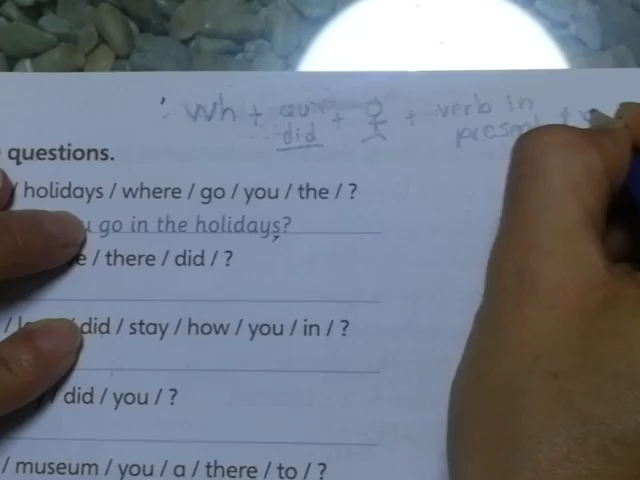 Wh + aux + + verb in
did present +
questions.
/ holidays / where / go / you / the / ?
go in the holidays?
/ there / did / ?
/ did / stay / how / you / in / ?
/ did / you / ?
/ museum / you / a / there / to / ?